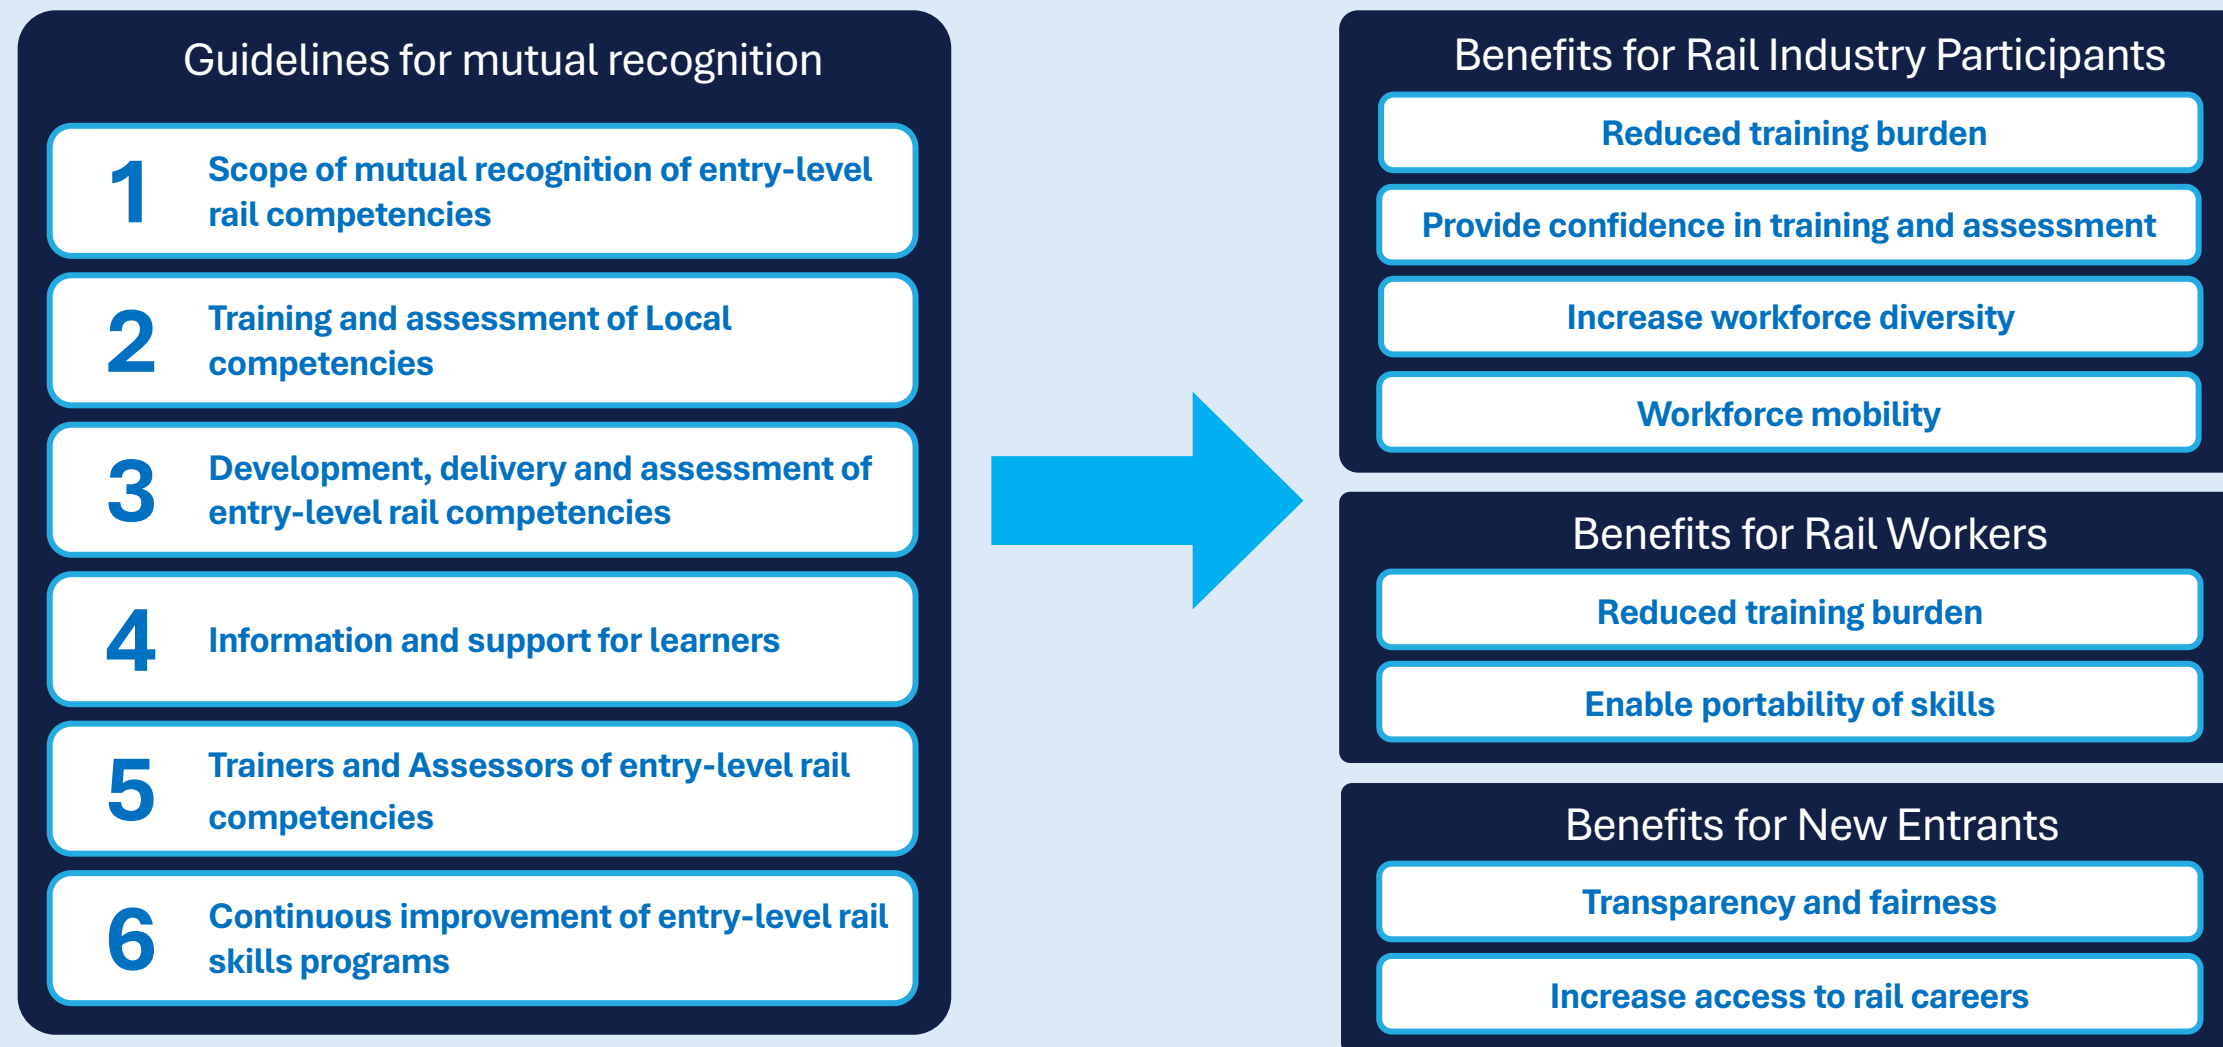 Guidelines for mutual recognition
1
Scope of mutual recognition of entry-level
rail competencies
2
Training and assessment of Local
competencies
3
Development, delivery and assessment of
entry-level rail competencies
4
Information and support for learners
5
Trainers and Assessors of entry-level rail
competencies
6
Continuous improvement of entry-level rail
skills programs
Benefits for Rail Industry Participants
Reduced training burden
Provide confidence in training and assessment
Increase workforce diversity
Workforce mobility
Benefits for Rail Workers
Reduced training burden
Enable portability of skills
Benefits for New Entrants
Transparency and fairness
Increase access to rail careers